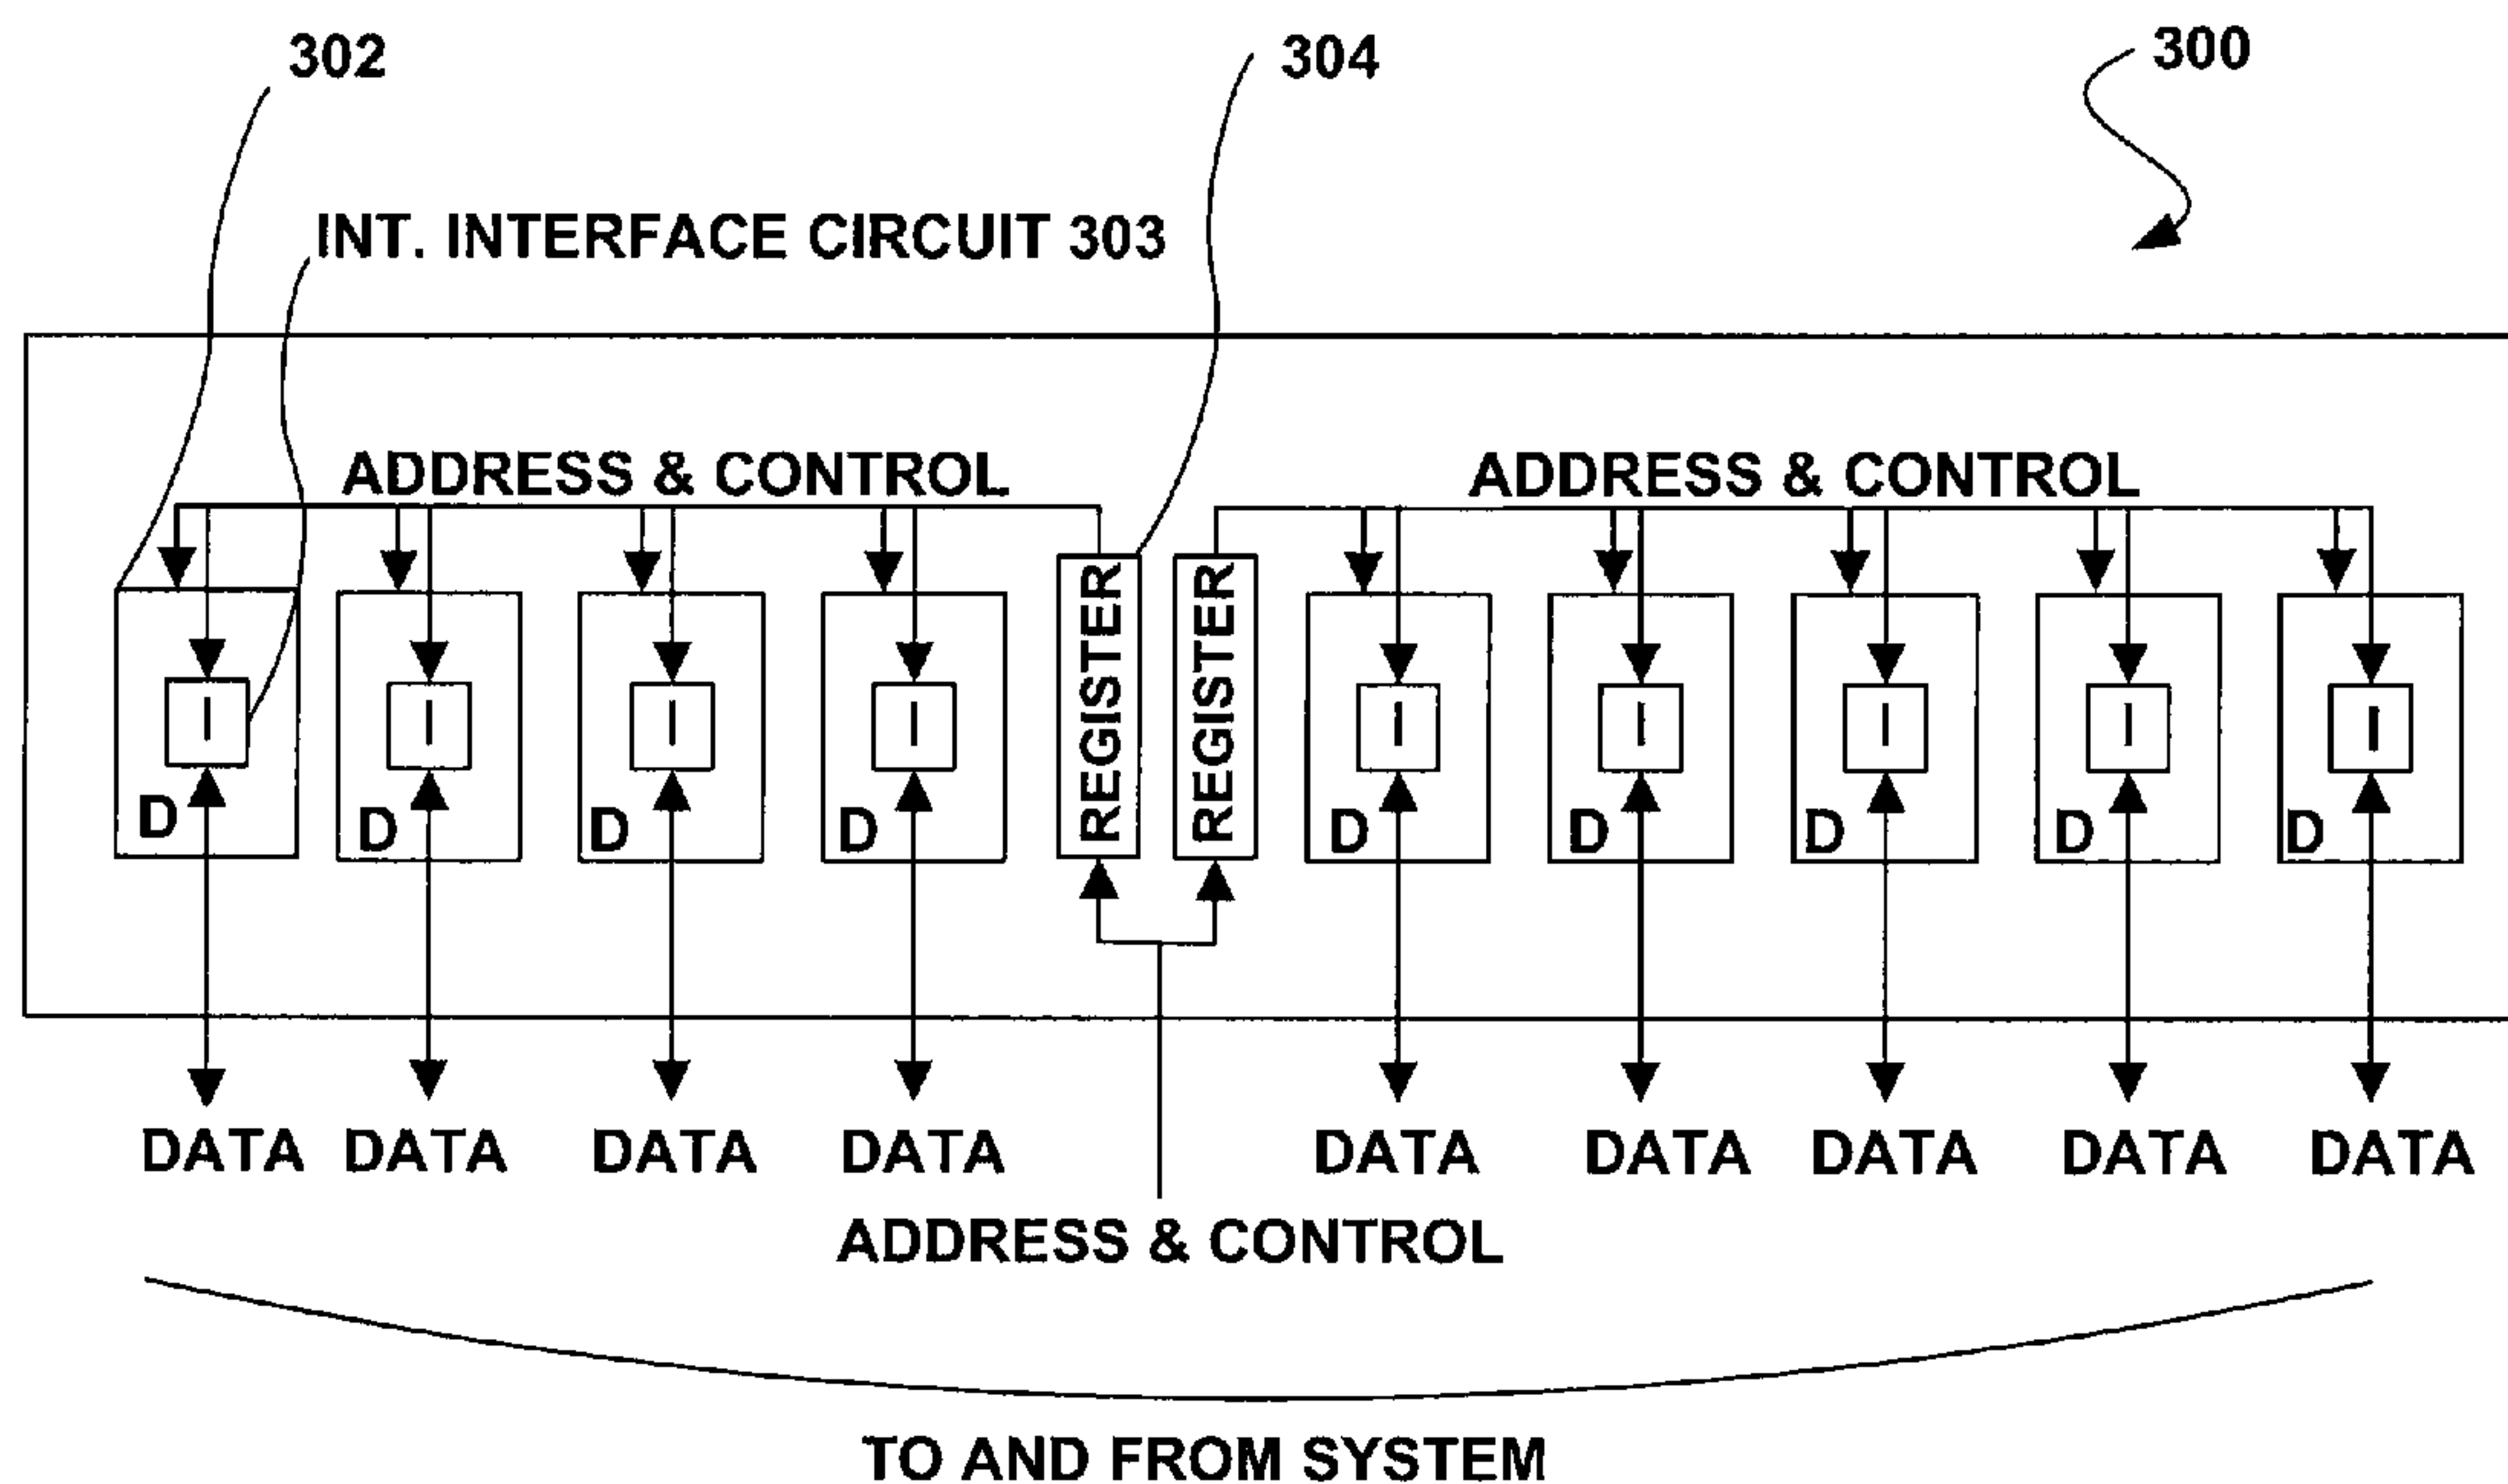 302 304 300
INT. INTERFACE CIRCUIT 303
ADDRESS & CONTROL ADDRESS & CONTROL
REGISTER REGISTER
I I I I I I I I I
D D D D D D D D D
DATA DATA DATA DATA DATA DATA DATA DATA DATA
ADDRESS & CONTROL
TO AND FROM SYSTEM